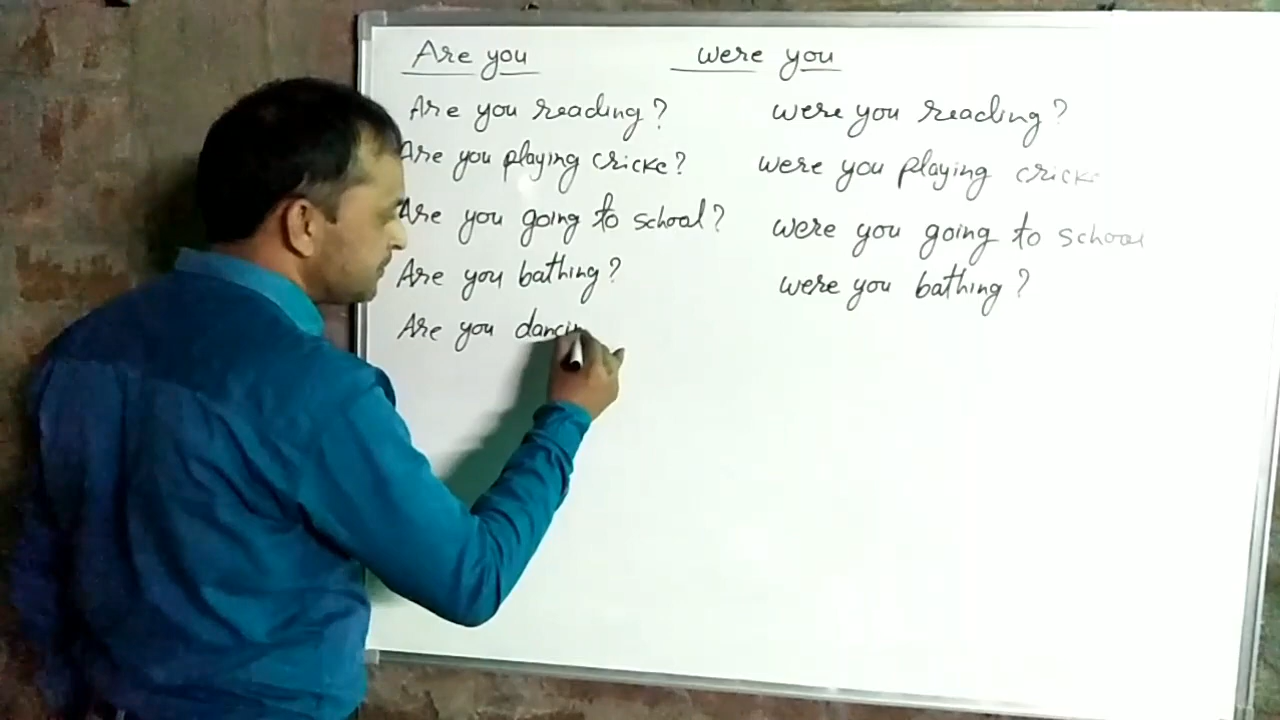 Are you were you
Are you reading? were you reading?
Are you playing cricke? were you playing cricke
Are you going to school? were you going to school
Are you bathing? were you bathing?
Are you dancin